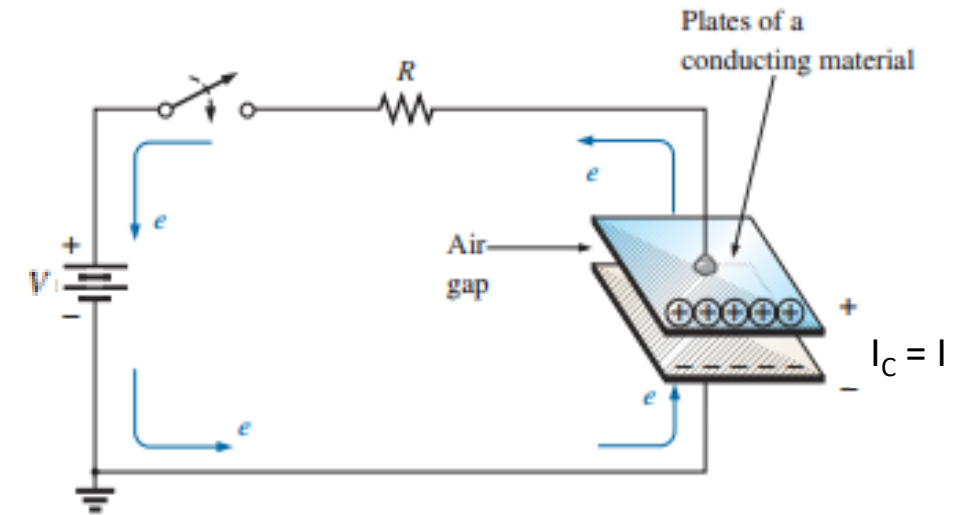 Plates of a
conducting material
R
e
e
Air
gap
+
V
−
+
−
I_C = I
e
e